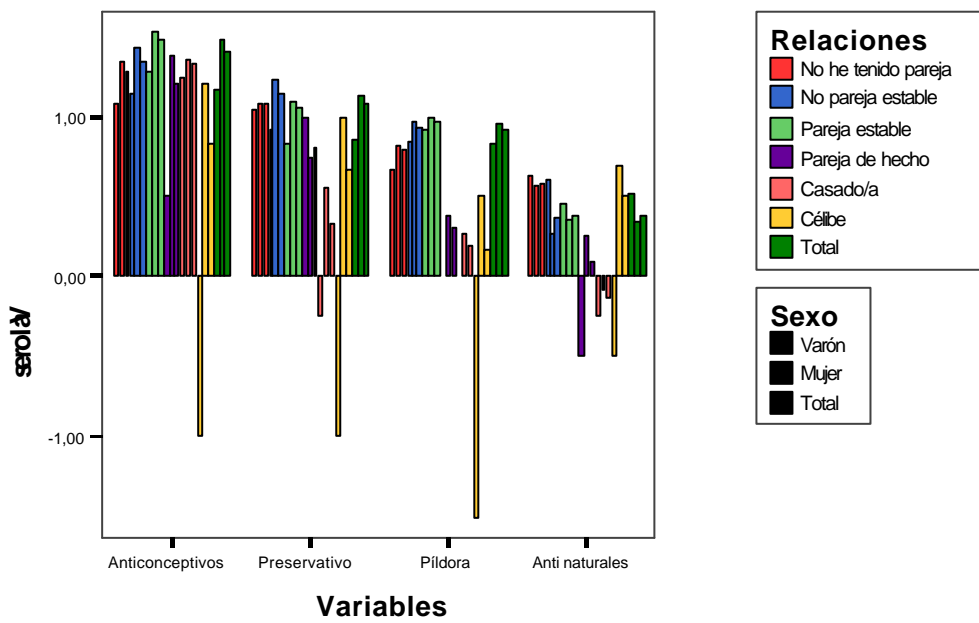 1,00
0,00
-1,00
Anticonceptivos
Preservativo
Píldora
Anti naturales
Variables
Relaciones
No he tenido pareja
No pareja estable
Pareja estable
Pareja de hecho
Casado/a
Célibe
Total
Sexo
Varón
Mujer
Total